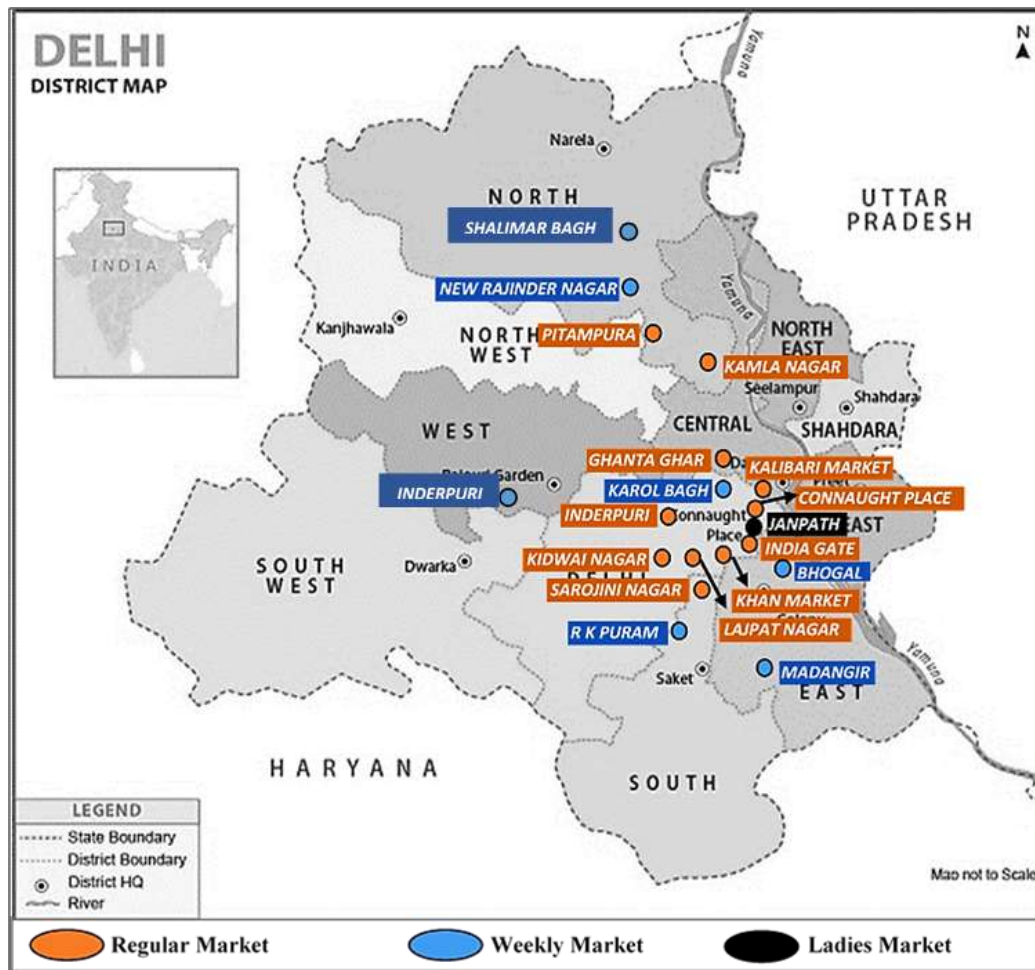 DELHI
DISTRICT MAP
N
Yamuna
Narela
NORTH
UTTAR
PRADESH
SHALIMAR BAGH
INDIA
NEW RAJINDER NAGAR
Yamuna
Kanjhawala
NORTH
WEST
PITAMPURA
NORTH
EAST
KAMLA NAGAR
Seelampur
Shahdara
SHAHDARA
CENTRAL
WEST
GHANTA GHAR
KALIBARI MARKET
Garden
INDERPURI
KAROL BAGH
CONNAUGHT PLACE
INDERPURI
Connaught
Place
JANPATH
EAST
INDIA GATE
SOUTH
WEST
Dwarka
KIDWAI NAGAR
BHOGAL
SAROJINI NAGAR
KHAN MARKET
LAJPAT NAGAR
R K PURAM
Saket
MADANGIR
EAST
Yamuna
HARYANA
SOUTH
LEGEND
State Boundary
District Boundary
District HQ
River
Map not to Scale
Regular Market
Weekly Market
Ladies Market